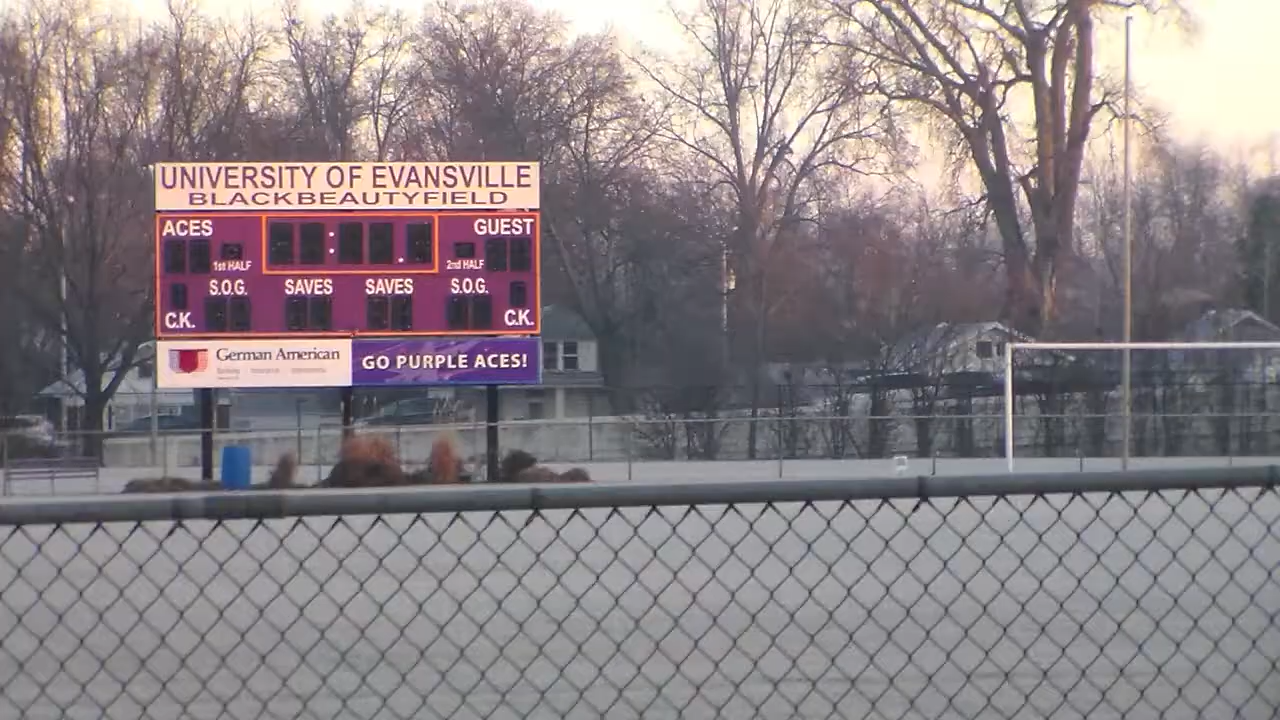 UNIVERSITY OF EVANSVILLE
BLACKBEAUTYFIELD
ACES GUEST
1st HALF 2nd HALF
S.O.G. SAVES SAVES S.O.G.
C.K. C.K.
German American
GO PURPLE ACES!